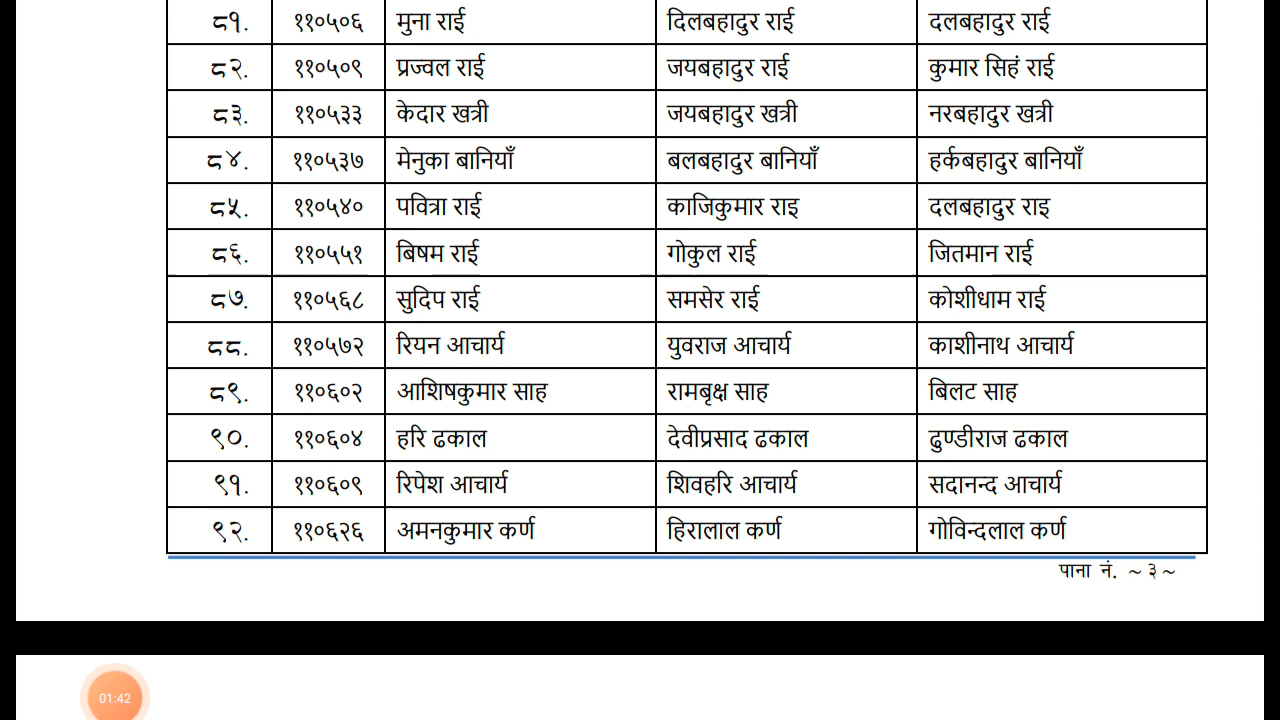 ८१. ११०५०६ मुना राई दिलबहादुर राई दलबहादुर राई
८२. ११०५०९ प्रज्वल राई जयबहादुर राई कुमार सिहं राई
८३. ११०५३३ केदार खत्री जयबहादुर खत्री नरबहादुर खत्री
८४. ११०५३७ मेनुका बानियाँ बलबहादुर बानियाँ हर्कबहादुर बानियाँ
८५. ११०५४० पवित्रा राई काजिकुमार राइ दलबहादुर राइ
८६. ११०५५१ बिषम राई गोकुल राई जितमान राई
८७. ११०५६८ सुदिप राई समसेर राई कोशीधाम राई
८८. ११०५७२ रियन आचार्य युवराज आचार्य काशीनाथ आचार्य
८९. ११०६०२ आशिषकुमार साह रामबृक्ष साह बिलट साह
९०. ११०६०४ हरि ढकाल देवीप्रसाद ढकाल ढुण्डीराज ढकाल
९१. ११०६०९ रिपेश आचार्य शिवहरि आचार्य सदानन्द आचार्य
९२. ११०६२६ अमनकुमार कर्ण हिरालाल कर्ण गोविन्दलाल कर्ण
पाना नं. ~३~
01:42